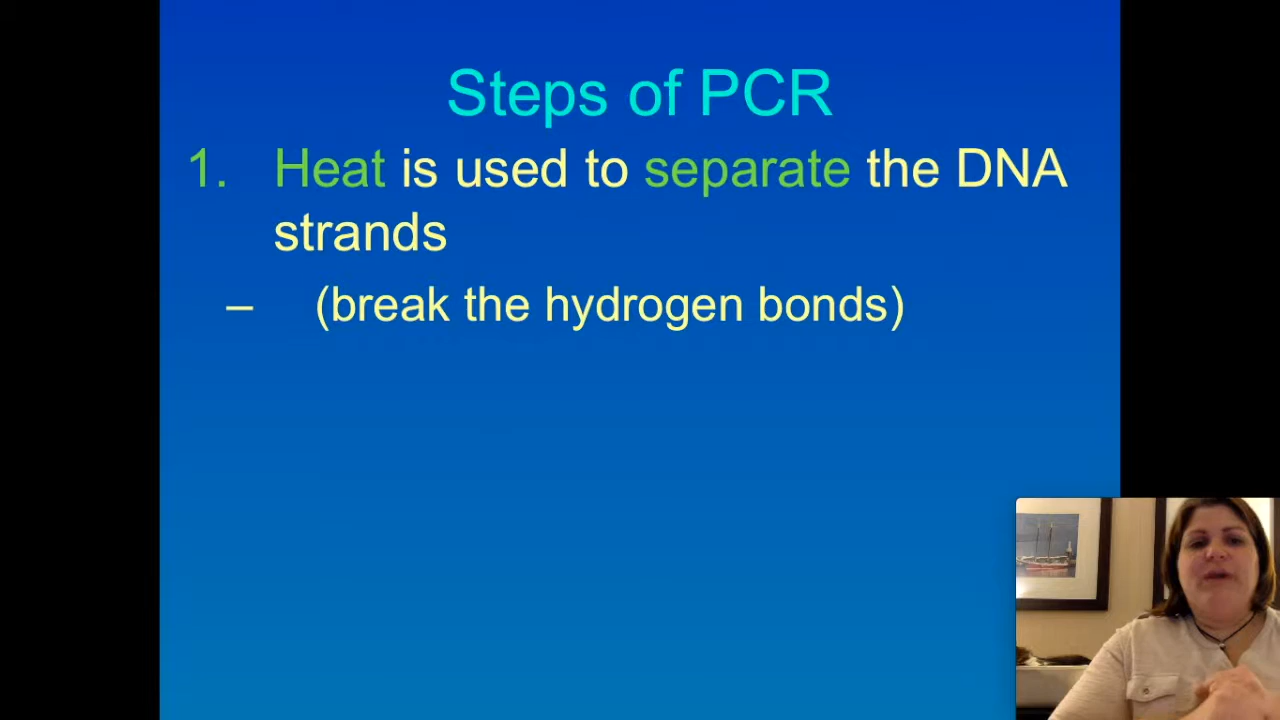 Steps of PCR
1. Heat is used to separate the DNA
strands
– (break the hydrogen bonds)